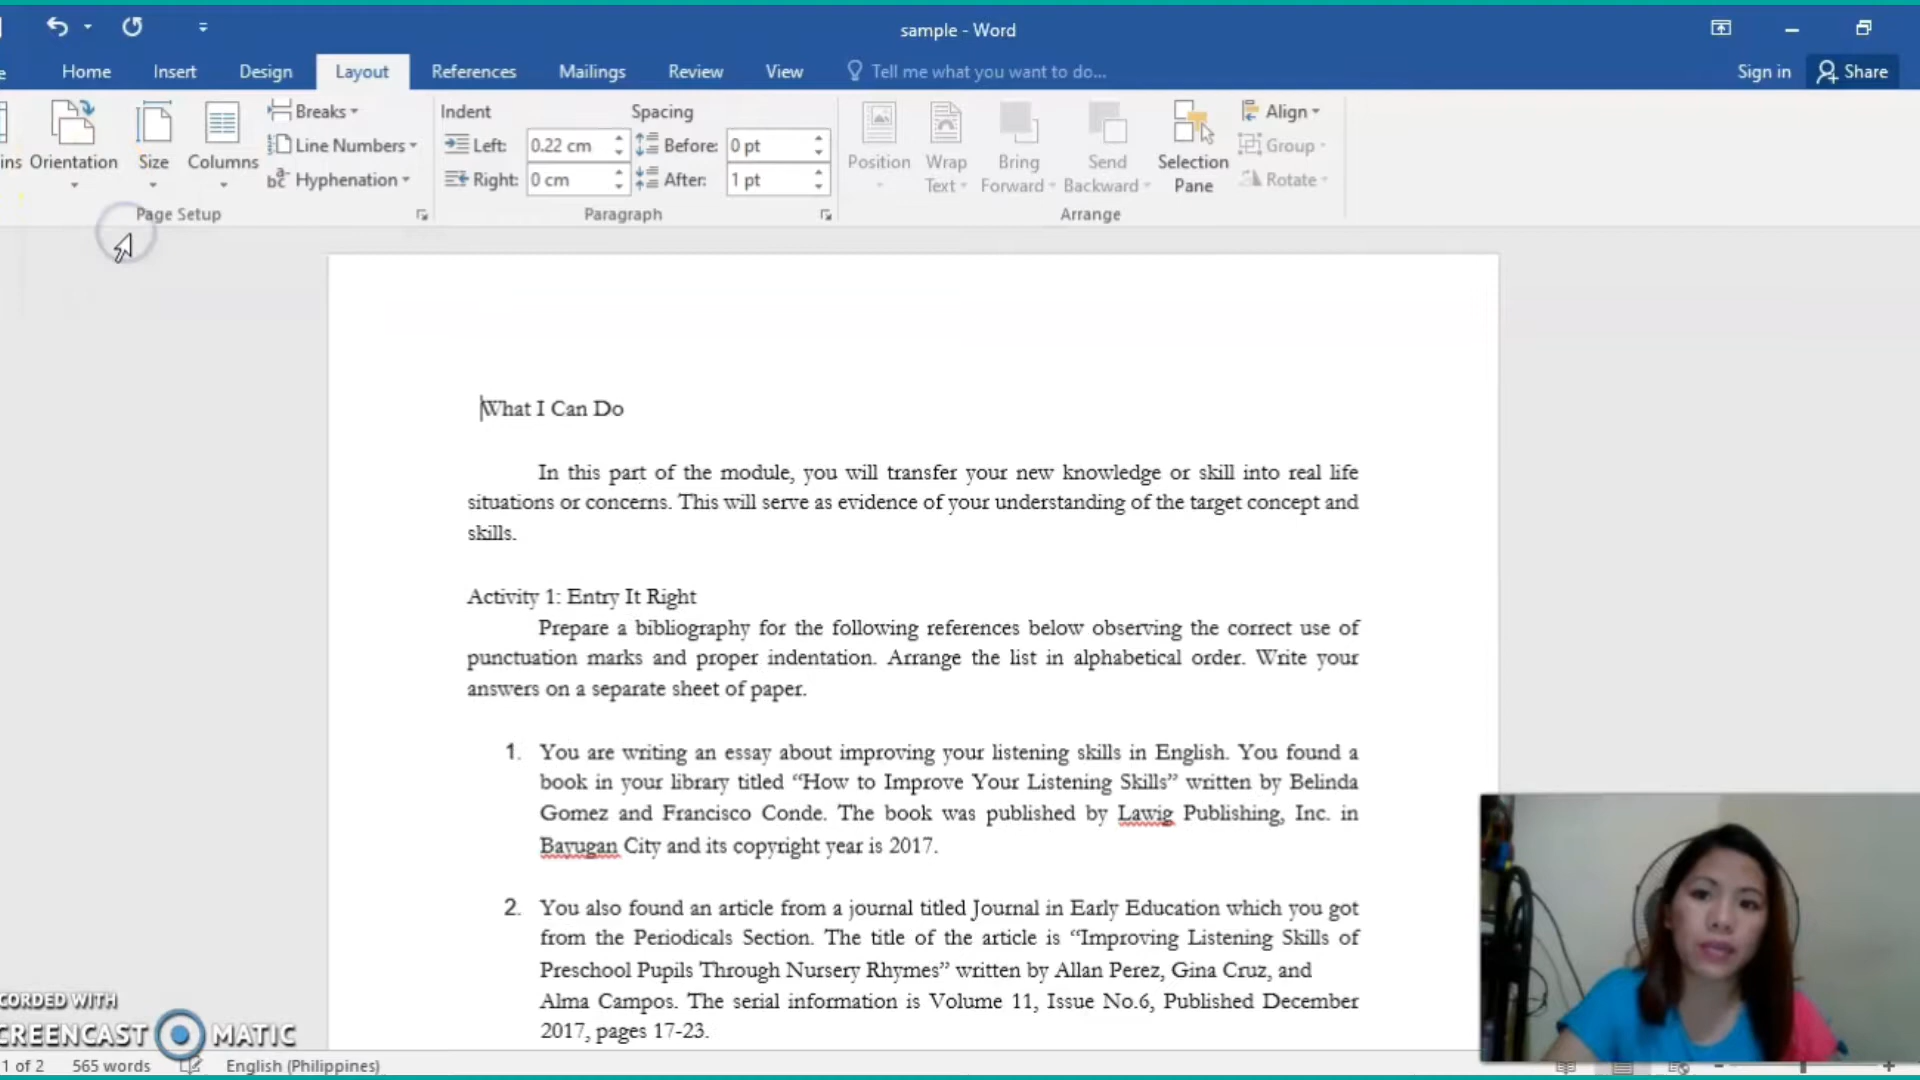 sample - Word
Home Insert Design Layout References Mailings Review View Tell me what you want to do...
Sign in Share
Orientation Size Columns
Breaks
Line Numbers
Hyphenation
Page Setup
Indent Spacing
Left: 0.22 cm Before: 0 pt
Right: 0 cm After: 1 pt
Paragraph
Position
Wrap Text
Bring Forward
Send Backward
Selection Pane
Align
Group
Rotate
Arrange
What I Can Do
In this part of the module, you will transfer your new knowledge or skill into real life
situations or concerns. This will serve as evidence of your understanding of the target concept and
skills.
Activity 1: Entry It Right
Prepare a bibliography for the following references below observing the correct use of
punctuation marks and proper indentation. Arrange the list in alphabetical order. Write your
answers on a separate sheet of paper.
1. You are writing an essay about improving your listening skills in English. You found a
book in your library titled “How to Improve Your Listening Skills” written by Belinda
Gomez and Francisco Conde. The book was published by Lawig Publishing, Inc. in
Bayugan City and its copyright year is 2017.
2. You also found an article from a journal titled Journal in Early Education which you got
from the Periodicals Section. The title of the article is “Improving Listening Skills of
Preschool Pupils Through Nursery Rhymes” written by Allan Perez, Gina Cruz, and
Alma Campos. The serial information is Volume 11, Issue No.6, Published December
2017, pages 17-23.
CORDED WITH
CREENCAST MATIC
1 of 2 565 words English (Philippines)